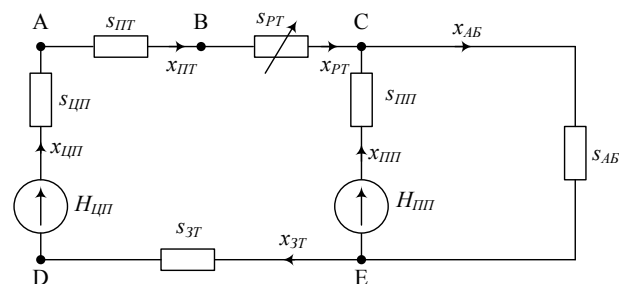 A s_ПТ B s_РТ C x_АБ
x_ПТ x_РТ
s_ЦП s_ПП
x_ЦП x_ПП s_АБ
H_ЦП H_ПП
s_ЗТ x_ЗТ
D E